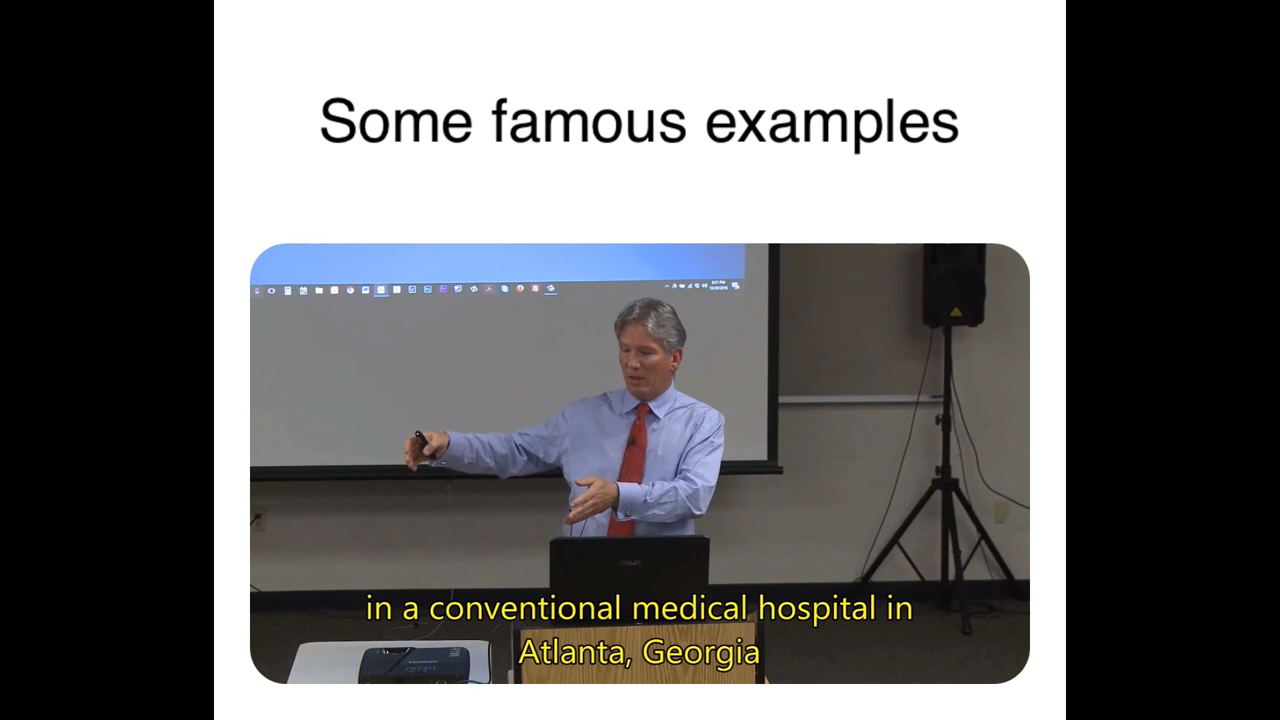 Some famous examples
in a conventional medical hospital in
Atlanta, Georgia